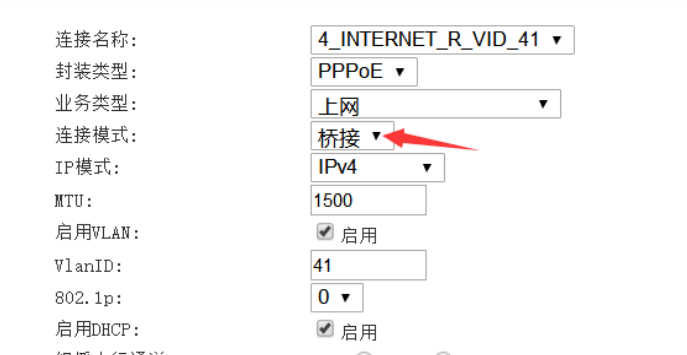 连接名称: 4_INTERNET_R_VID_41
封装类型: PPPoE
业务类型: 上网
连接模式: 桥接
IP模式: IPv4
MTU: 1500
启用VLAN: 启用
VlanID: 41
802.1p: 0
启用DHCP: 启用